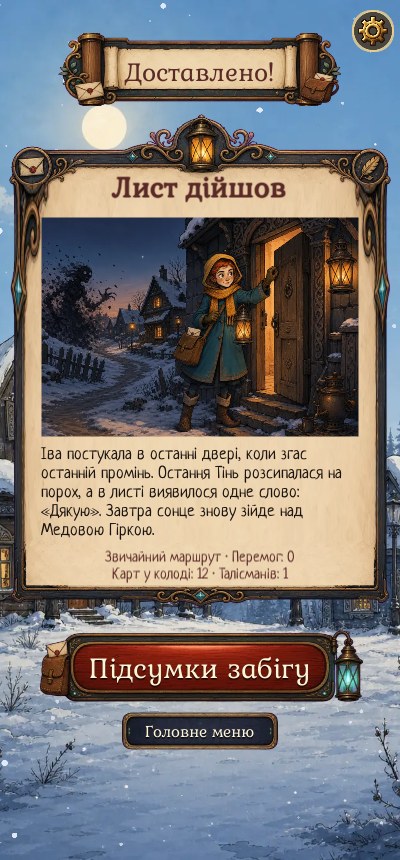 Доставлено!
Лист дійшов
Іва постукала в останні двері, коли згас
останній промінь. Остання Тінь розсипалася на
порох, а в листі виявилося одне слово:
«Дякую». Завтра сонце знову зійде над
Медовою Гіркою.
Звичайний маршрут · Перемог: 0
Карт у колоді: 12 · Талісманів: 1
Підсумки забігу
Головне меню